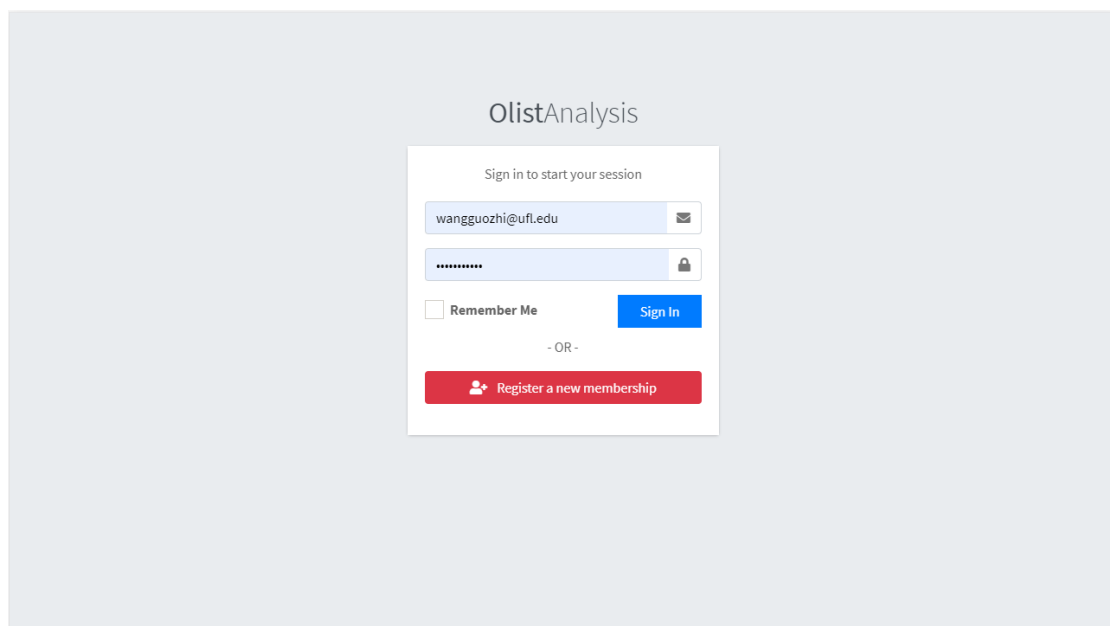 OlistAnalysis
Sign in to start your session
wangguozhi@ufl.edu
•••••••••••
Remember Me
Sign In
- OR -
Register a new membership